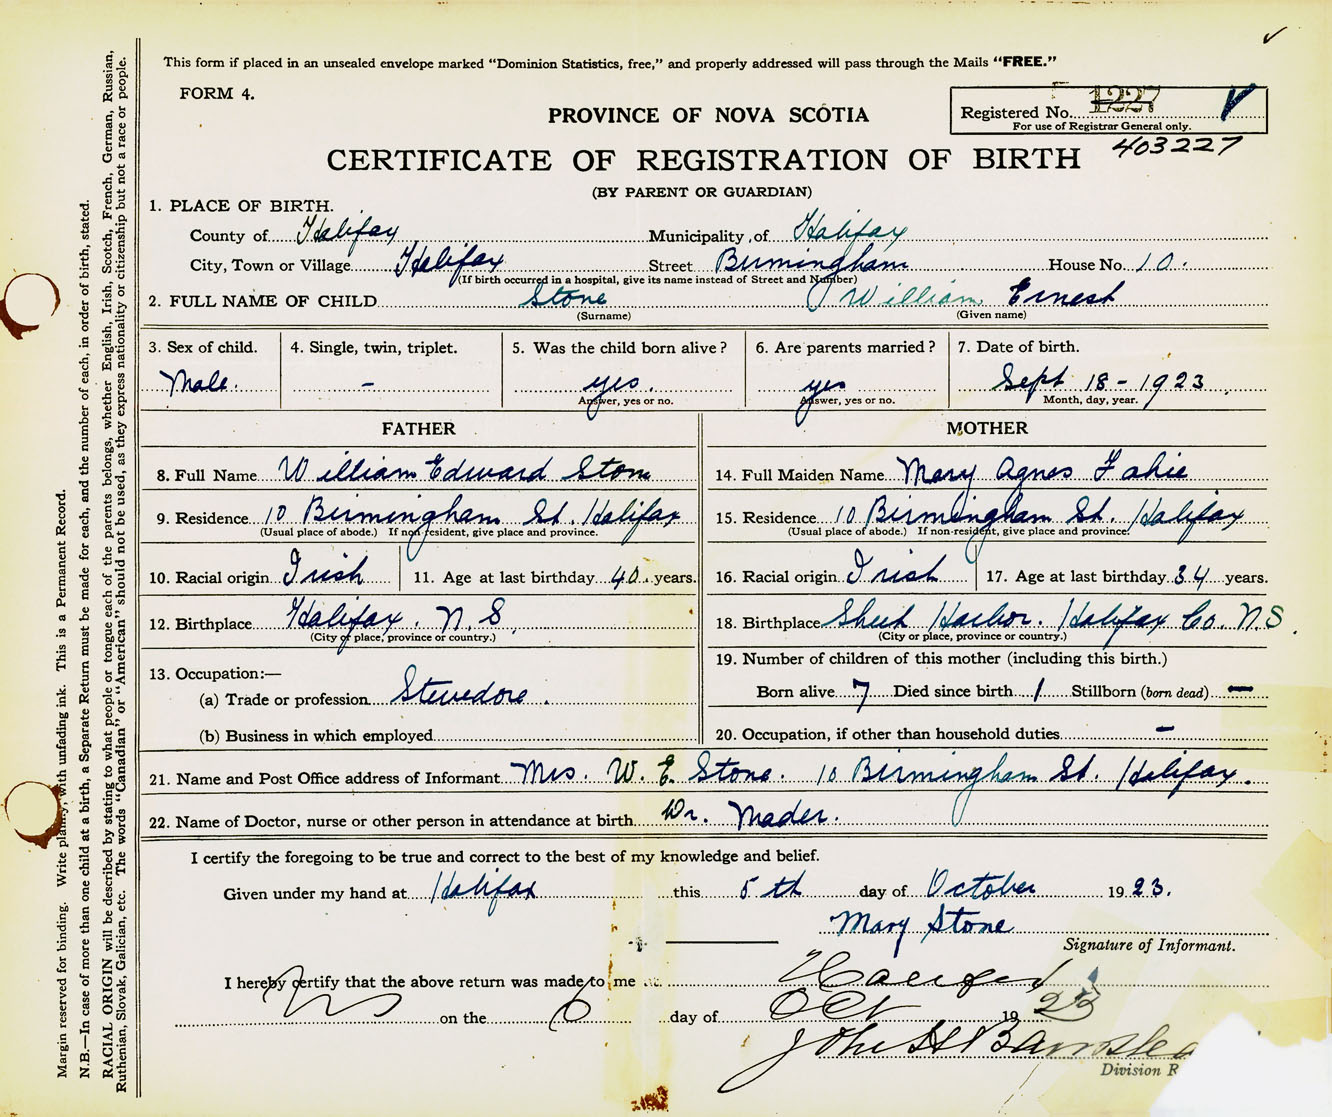 This form if placed in an unsealed envelope marked “Dominion Statistics, free,” and properly addressed will pass through the Mails “FREE.”
FORM 4.
PROVINCE OF NOVA SCOTIA
Registered No. 1227
For use of Registrar General only.
403227
CERTIFICATE OF REGISTRATION OF BIRTH
(BY PARENT OR GUARDIAN)
1. PLACE OF BIRTH.
County of Halifax Municipality of Halifax
City, Town or Village Halifax Street Birmingham House No. 10.
(If birth occurred in a hospital, give its name instead of Street and Number)
2. FULL NAME OF CHILD Stone William Ernest
(Surname) (Given name)
3. Sex of child. 4. Single, twin, triplet. 5. Was the child born alive? 6. Are parents married? 7. Date of birth.
Male. - yes. yes Sept 18 - 1923
Answer, yes or no. Answer, yes or no. Month, day, year.
FATHER MOTHER
8. Full Name William Edward Stone 14. Full Maiden Name Mary Agnes Fahie
9. Residence 10 Birmingham St. Halifax 15. Residence 10 Birmingham St. Halifax
(Usual place of abode.) If non-resident, give place and province. (Usual place of abode.) If non-resident, give place and province.
10. Racial origin Irish 11. Age at last birthday 40 years. 16. Racial origin Irish 17. Age at last birthday 34 years.
12. Birthplace Halifax. N.S. 18. Birthplace Sheet Harbor. Halifax Co. N.S.
(City or place, province or country.) (City or place, province or country.)
13. Occupation:— 19. Number of children of this mother (including this birth.)
(a) Trade or profession Stevedore. Born alive 7 Died since birth 1 Stillborn (born dead) —
(b) Business in which employed 20. Occupation, if other than household duties -
21. Name and Post Office address of Informant Mrs. W. E. Stone. 10 Birmingham St. Halifax.
22. Name of Doctor, nurse or other person in attendance at birth Dr. Mader.
I certify the foregoing to be true and correct to the best of my knowledge and belief.
Given under my hand at Halifax this 5th day of October 1923.
Mary Stone
Signature of Informant.
I hereby certify that the above return was made to me Halifax
on the 6 day of Oct 1923
John H Barnstea
Division R
Margin reserved for binding. Write plainly, with unfading ink. This is a Permanent Record.
N.B.—In case of more than one child at a birth, a Separate Return must be made for each, and the number of each, in order of birth, stated.
RACIAL ORIGIN will be described by stating to what people or tongue each of the parents belongs, whether English, Irish, Scotch, French, German, Russian,
Ruthenian, Slovak, Galician, etc. The words “Canadian” or “American” should not be used, as they express nationality or citizenship but not a race or people.